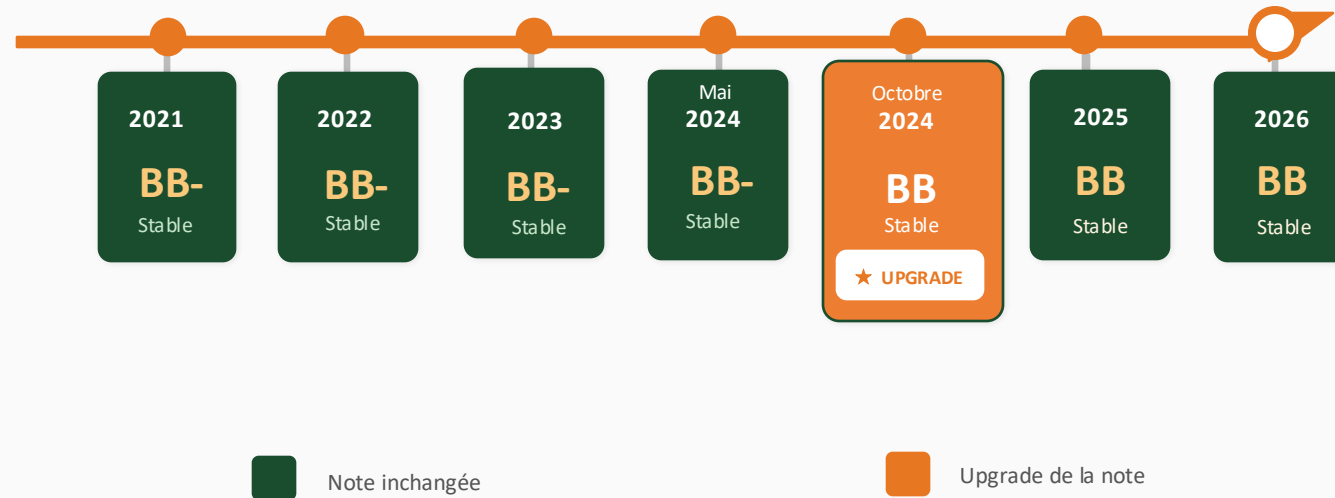 2021
BB-
Stable
2022
BB-
Stable
2023
BB-
Stable
Mai
2024
BB-
Stable
Octobre
2024
BB
Stable
★ UPGRADE
2025
BB
Stable
2026
BB
Stable
Note inchangée
Upgrade de la note